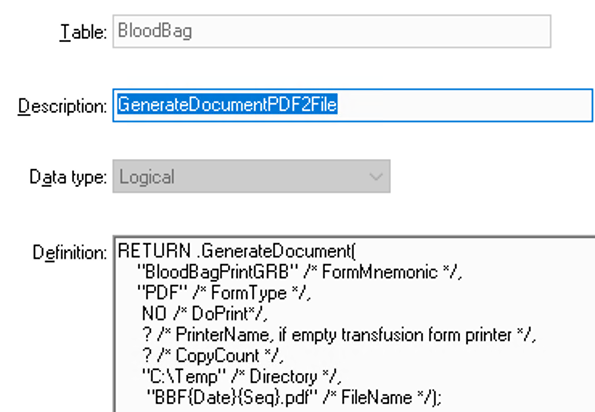 Table: BloodBag
Description: GenerateDocumentPDF2File
Data type: Logical
Definition: RETURN .GenerateDocument(
"BloodBagPrintGRB" /* FormMnemonic */,
"PDF" /* FormType */,
NO /* DoPrint*/,
? /* PrinterName, if empty transfusion form printer */,
? /* CopyCount */,
"C:\Temp" /* Directory */,
"BBF{Date}{Seq}.pdf" /* FileName */);